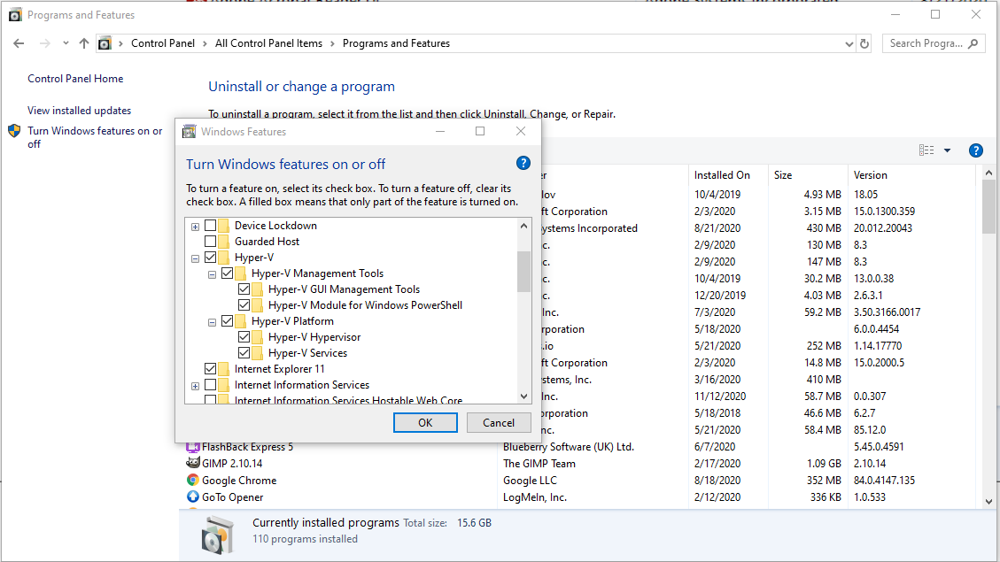 Programs and Features
Control Panel > All Control Panel Items > Programs and Features
Search Progra...
Control Panel Home
View installed updates
Turn Windows features on or
off
Uninstall or change a program
To uninstall a program, select it from the list and then click Uninstall, Change, or Repair.
Windows Features
Turn Windows features on or off
To turn a feature on, select its check box. To turn a feature off, clear its
check box. A filled box means that only part of the feature is turned on.
Device Lockdown
Guarded Host
Hyper-V
Hyper-V Management Tools
Hyper-V GUI Management Tools
Hyper-V Module for Windows PowerShell
Hyper-V Platform
Hyper-V Hypervisor
Hyper-V Services
Internet Explorer 11
Internet Information Services
Internet Information Services Hostable Web Core
OK Cancel
Installed On Size Version
10/4/2019 4.93 MB 18.05
Corporation 2/3/2020 3.15 MB 15.0.1300.359
Incorporated 8/21/2020 430 MB 20.012.20043
2/9/2020 130 MB 8.3
2/9/2020 147 MB 8.3
10/4/2019 30.2 MB 13.0.0.38
12/20/2019 4.03 MB 2.6.3.1
Inc. 7/3/2020 59.2 MB 3.50.3166.0017
5/18/2020 6.0.0.4454
5/21/2020 252 MB 1.14.17770
Corporation 2/3/2020 14.8 MB 15.0.2000.5
Inc. 3/16/2020 410 MB
Inc. 11/12/2020 58.7 MB 0.0.307
5/18/2018 46.6 MB 6.2.7
5/21/2020 58.4 MB 85.12.0
FlashBack Express 5 Blueberry Software (UK) Ltd. 6/7/2020 5.45.0.4591
GIMP 2.10.14 The GIMP Team 2/17/2020 1.09 GB 2.10.14
Google Chrome Google LLC 8/18/2020 352 MB 84.0.4147.135
GoTo Opener LogMeIn, Inc. 2/12/2020 336 KB 1.0.533
Currently installed programs Total size: 15.6 GB
110 programs installed